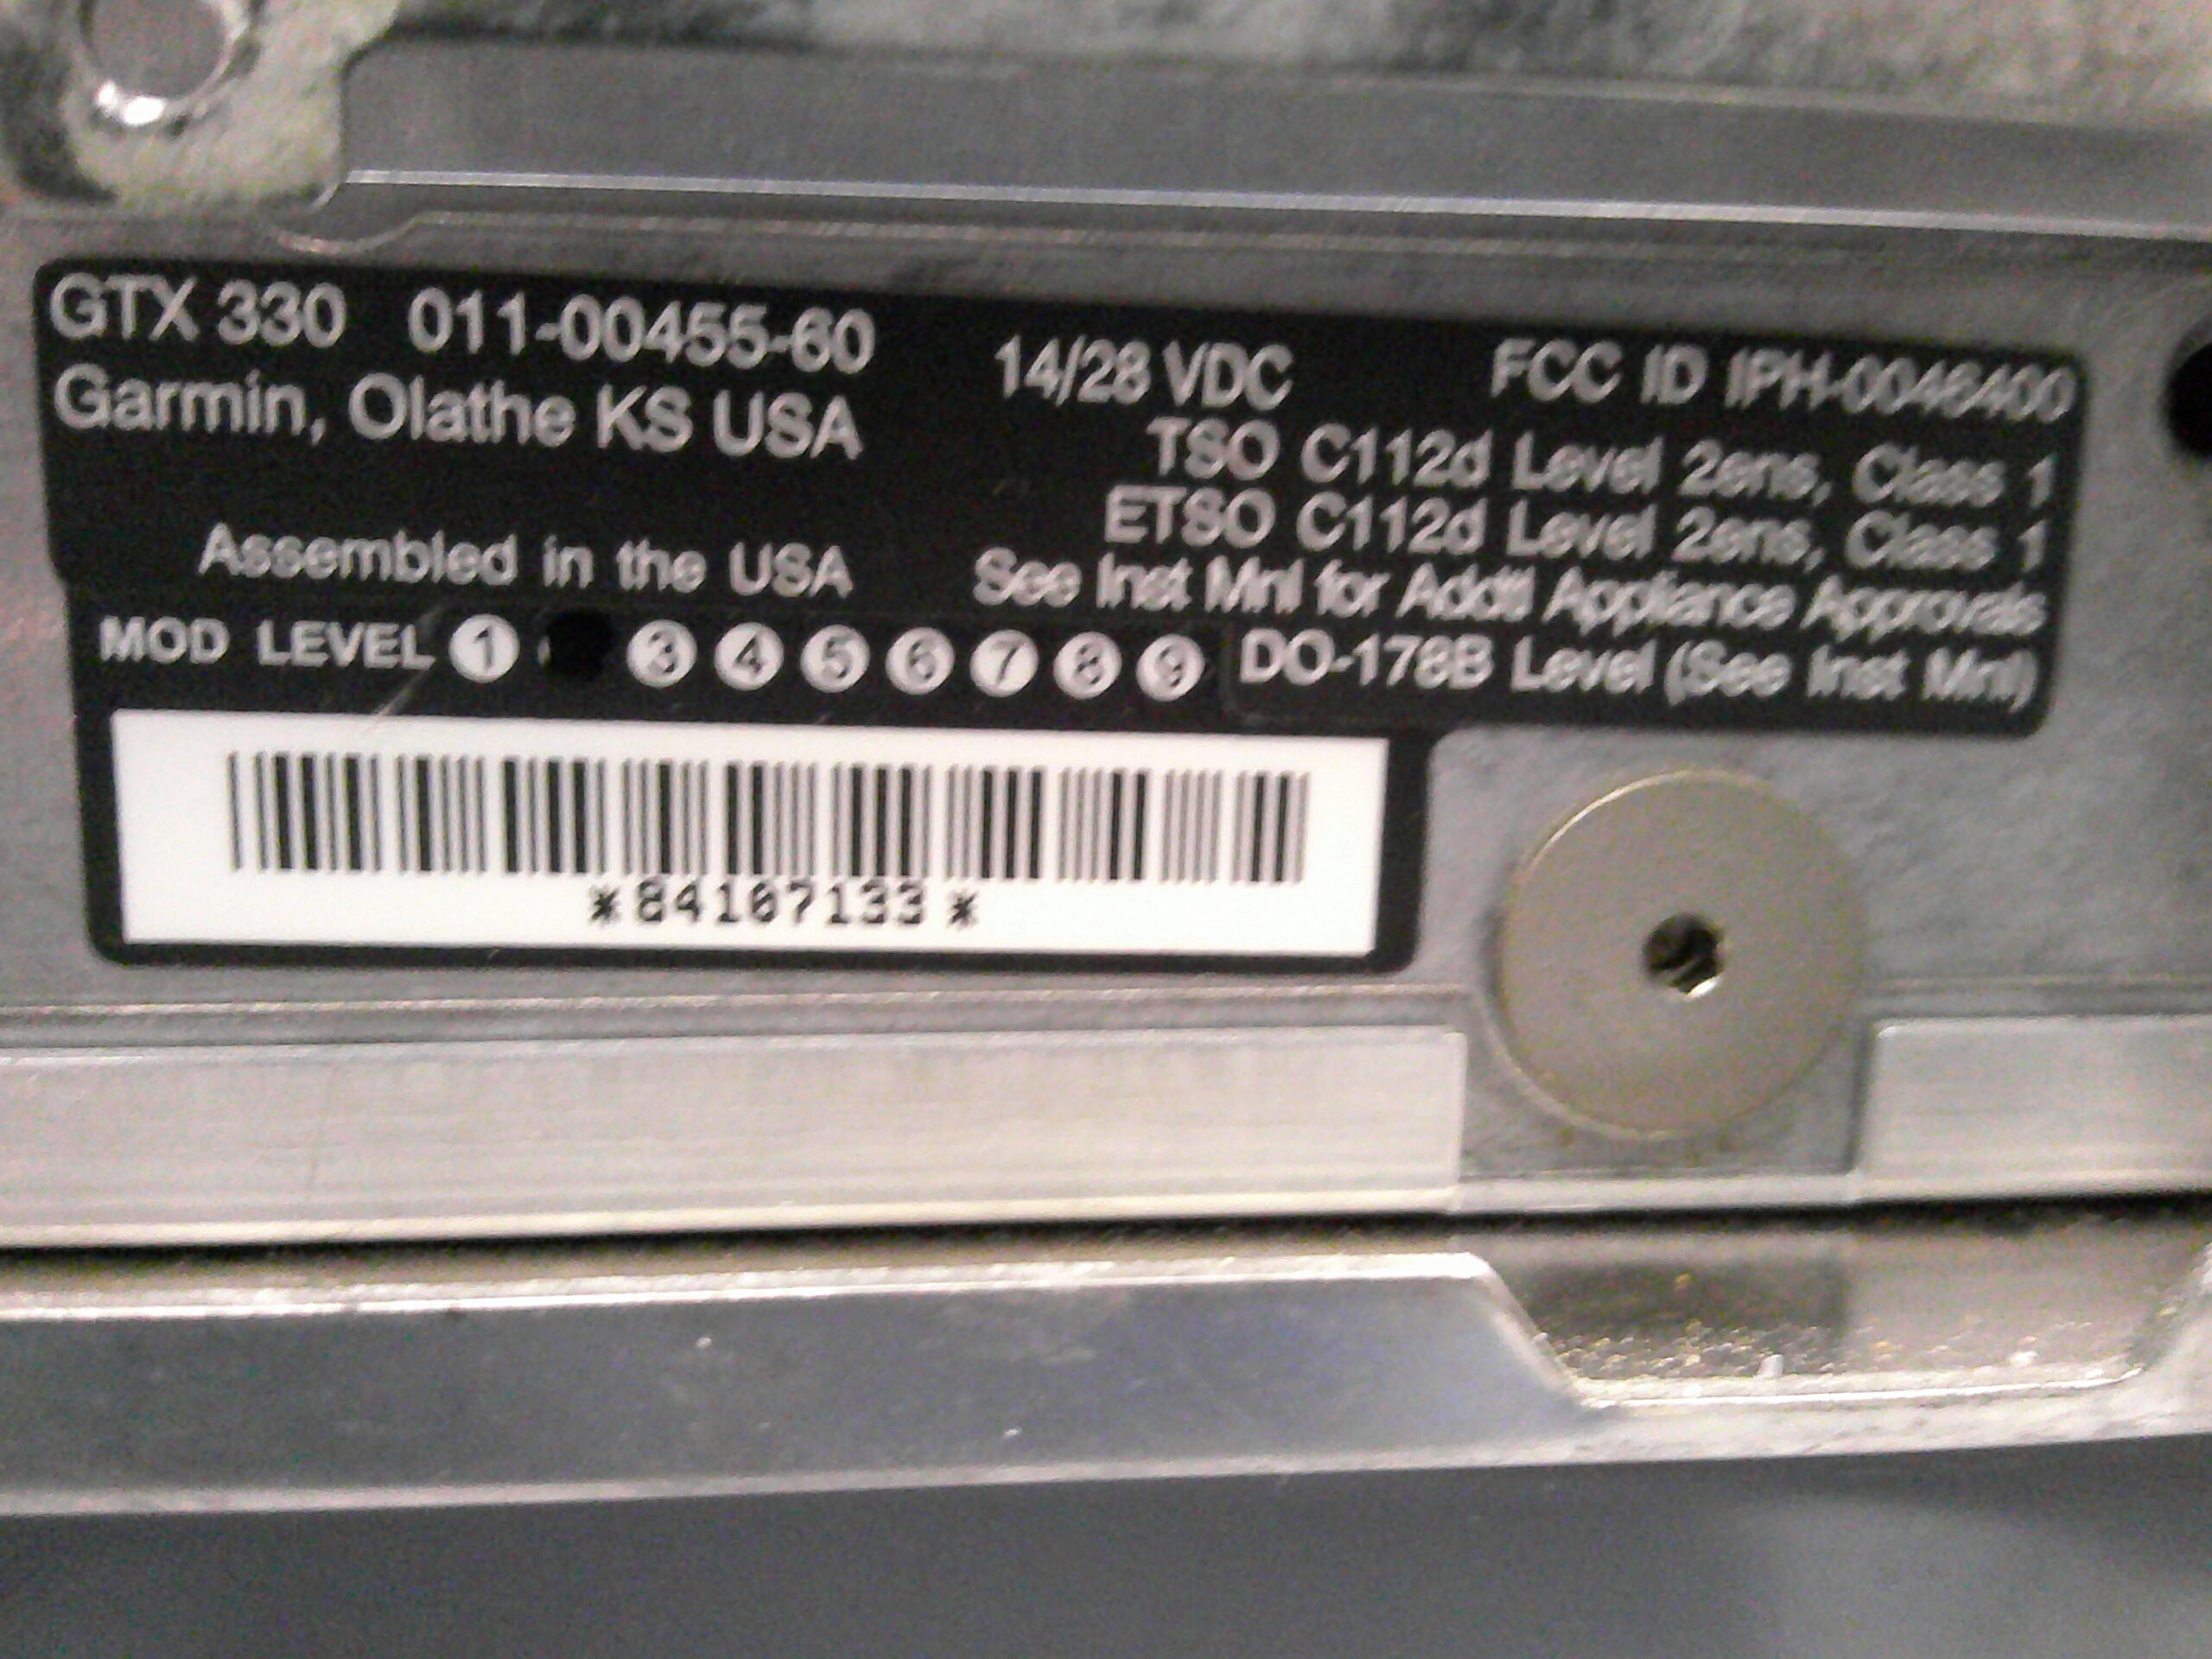 GTX 330 011-00455-60
Garmin, Olathe KS USA
14/28 VDC FCC ID IPH-0046400
TSO C112d Level 2ens, Class 1
ETSO C112d Level 2ens, Class 1
See Inst Mnl for Addtl Appliance Approvals
DO-178B Level (See Inst Mnl)
Assembled in the USA
MOD LEVEL 1 3 4 5 6 7 8 9
*84107133*